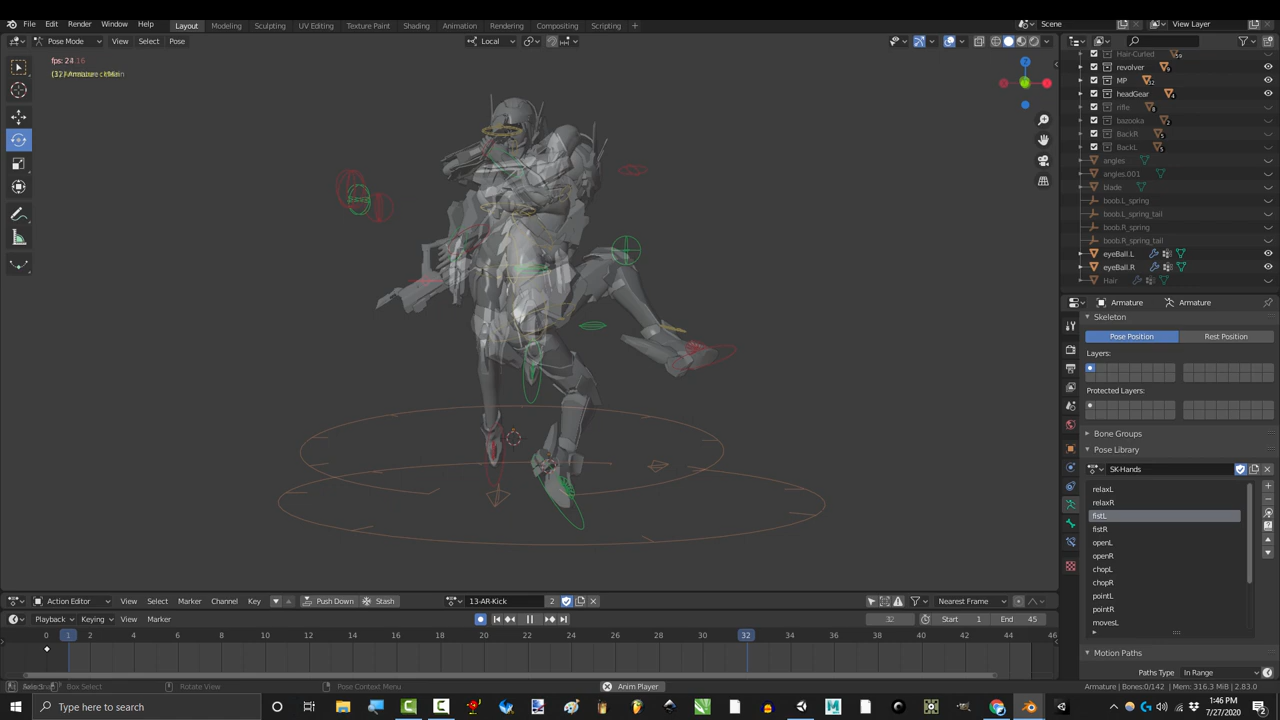 File Edit Render Window Help
Layout Modeling Sculpting UV Editing Texture Paint Shading Animation Rendering Compositing Scripting +
Scene View Layer
Pose Mode View Select Pose Local
fps: 24.16
Hair-Curled
revolver
MP
headGear
rifle
bazooka
BackR
BackL
angles
angles.001
blade
boob.L_spring
boob.L_spring_tail
boob.R_spring
boob.R_spring_tail
eyeBall.L
eyeBall.R
Hair
Armature Armature
Skeleton
Pose Position Rest Position
Layers:
Protected Layers:
Bone Groups
Pose Library
SK-Hands
relaxL
relaxR
fistL
fistR
openL
openR
chopL
chopR
pointL
pointR
movesL
Motion Paths
Paths Type In Range
Action Editor View Select Marker Channel Key Push Down Stash 13-AR-Kick 2 Nearest Frame
Playback Keying View Marker 32 Start 1 End 45
0 1 2 4 6 8 10 12 14 16 18 20 22 24 26 28 30 32 34 36 38 40 42 44 46
Box Select Rotate View Pose Context Menu Anim Player Armature | Bones:0/142 | Mem: 316.3 MiB | 2.83.0
Type here to search
1:46 PM
7/27/2020